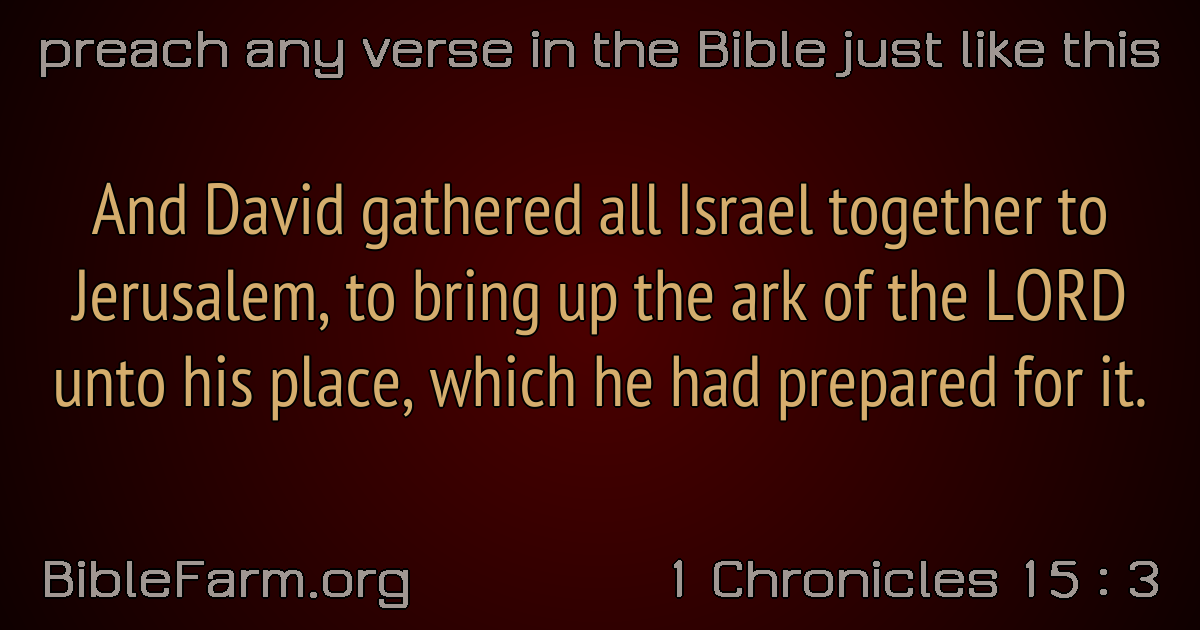 preach any verse in the Bible just like this
And David gathered all Israel together to
Jerusalem, to bring up the ark of the LORD
unto his place, which he had prepared for it.
BibleFarm.org
1 Chronicles 15 : 3